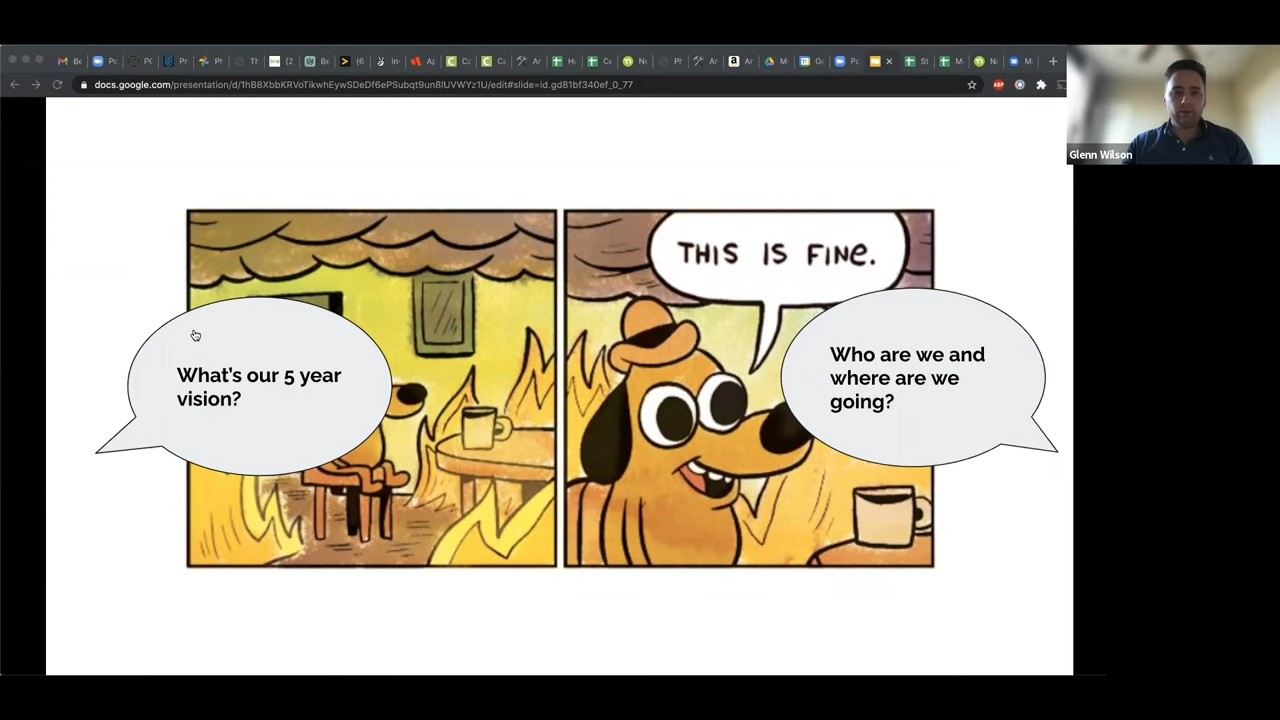 docs.google.com/presentation/d/1hB8XbbKRVoTikwhEywSDeDf6ePSubqt9un8lUVWYz1U/edit#slide=id.gd81bf340ef_0_77
Glenn Wilson
THIS IS FINE.
What's our 5 year
vision?
Who are we and
where are we
going?